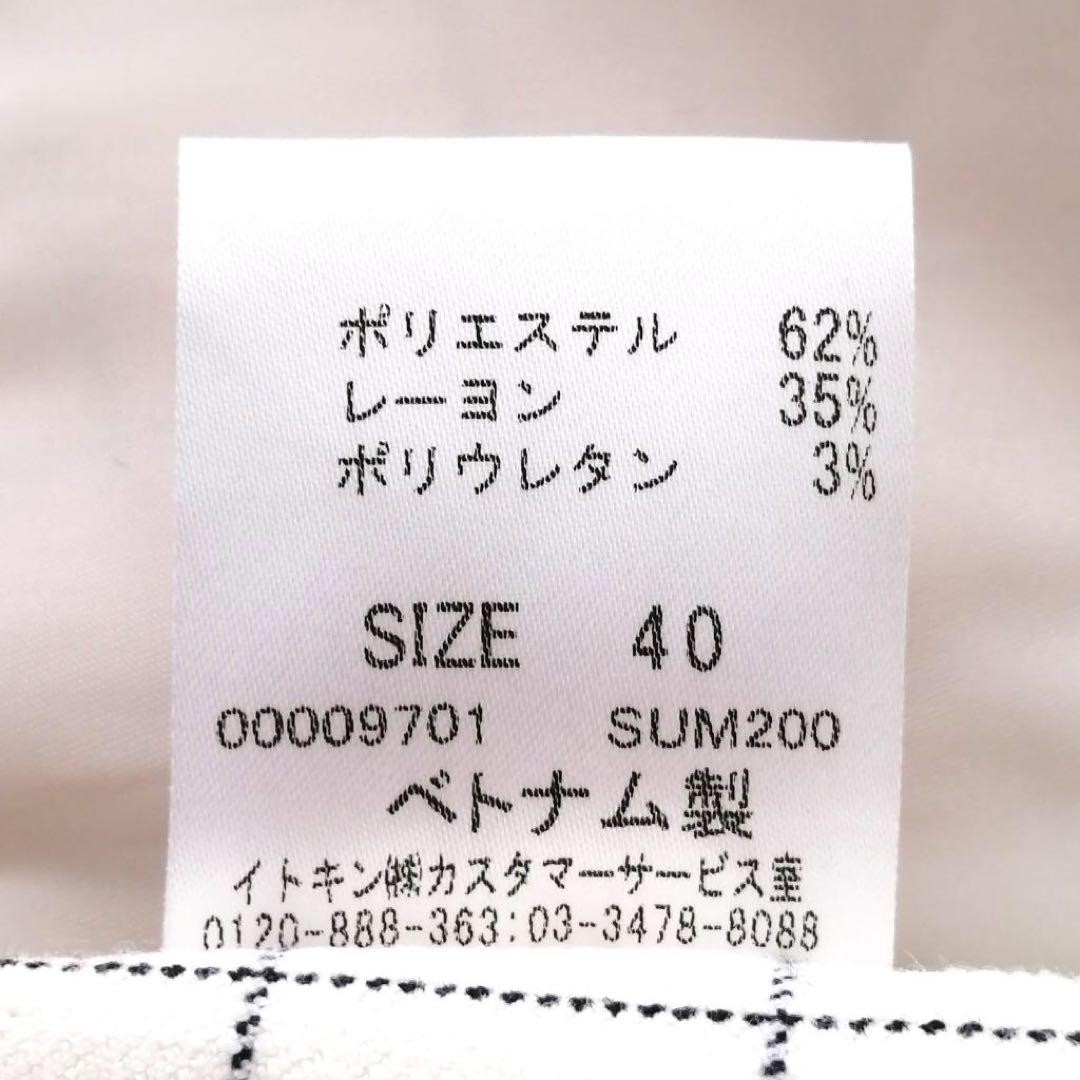 ポリエステル 62%
レーヨン 35%
ポリウレタン 3%
SIZE 40
00009701 SUM200
ベトナム製
イトキン㈱カスタマーサービス室
0120-888-363:03-3478-8088